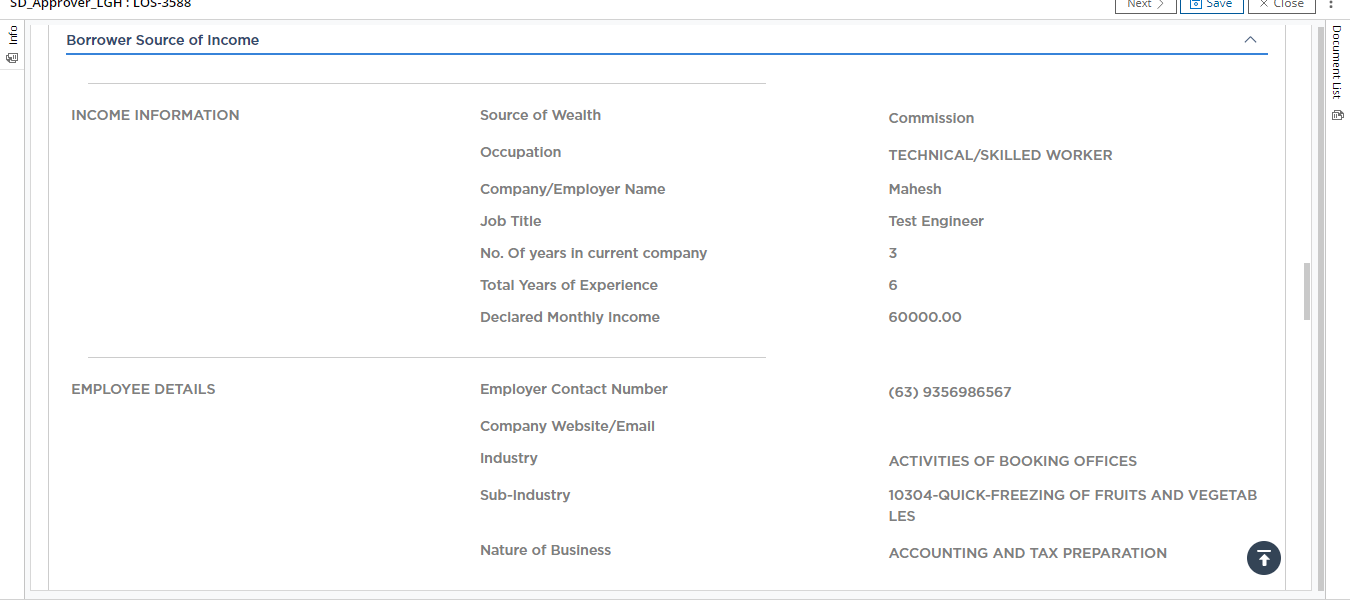 SD_Approver_LGH : LOS-3588
Next
Save
Close
Info
Document List
Borrower Source of Income
INCOME INFORMATION
Source of Wealth
Commission
Occupation
TECHNICAL/SKILLED WORKER
Company/Employer Name
Mahesh
Job Title
Test Engineer
No. Of years in current company
3
Total Years of Experience
6
Declared Monthly Income
60000.00
EMPLOYEE DETAILS
Employer Contact Number
(63) 9356986567
Company Website/Email
Industry
ACTIVITIES OF BOOKING OFFICES
Sub-Industry
10304-QUICK-FREEZING OF FRUITS AND VEGETAB
LES
Nature of Business
ACCOUNTING AND TAX PREPARATION